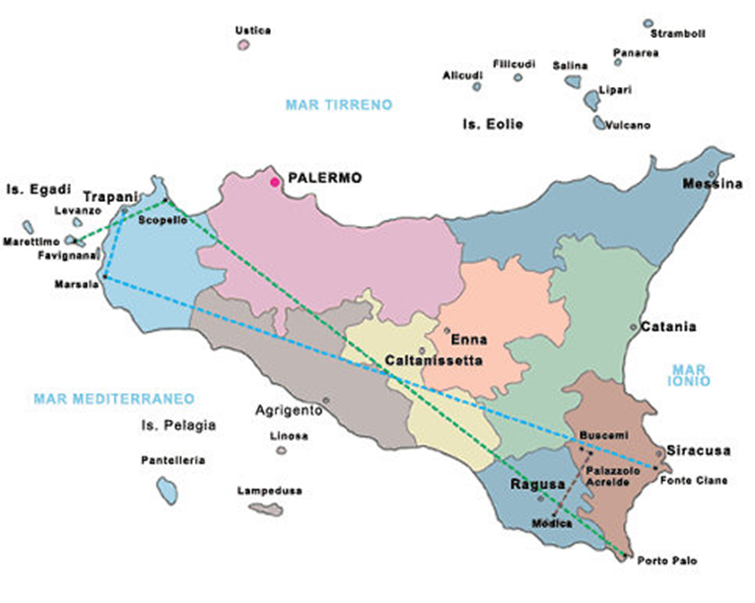 Ustica
Stramboli
Panarea
Filicudi
Salina
Alicudi
Lipari
MAR TIRRENO
Is. Eolie
Vulcano
PALERMO
Messina
Is. Egadi
Trapani
Levanzo
Scopello
Marettimo
Favignana
Marsala
Catania
Enna
Caltanissetta
MAR
IONIO
MAR MEDITERRANEO
Agrigento
Is. Pelagia
Linosa
Buscemi
Siracusa
Pantelleria
Palazzolo
Acreide
Fonte Ciane
Ragusa
Lampedusa
Modica
Porto Palo